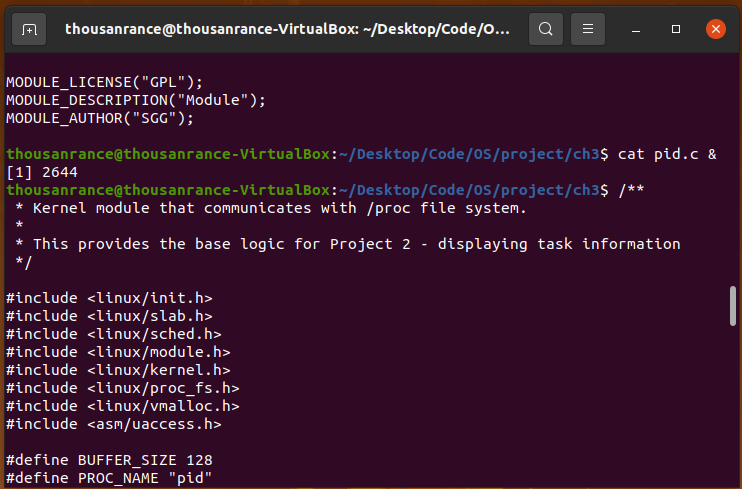 thousanrance@thousanrance-VirtualBox: ~/Desktop/Code/O...
MODULE_LICENSE("GPL");
MODULE_DESCRIPTION("Module");
MODULE_AUTHOR("SGG");
thousanrance@thousanrance-VirtualBox:~/Desktop/Code/OS/project/ch3$ cat pid.c &
[1] 2644
thousanrance@thousanrance-VirtualBox:~/Desktop/Code/OS/project/ch3$ /**
 * Kernel module that communicates with /proc file system.
 *
 * This provides the base logic for Project 2 - displaying task information
 */
#include <linux/init.h>
#include <linux/slab.h>
#include <linux/sched.h>
#include <linux/module.h>
#include <linux/kernel.h>
#include <linux/proc_fs.h>
#include <linux/vmalloc.h>
#include <asm/uaccess.h>
#define BUFFER_SIZE 128
#define PROC_NAME "pid"